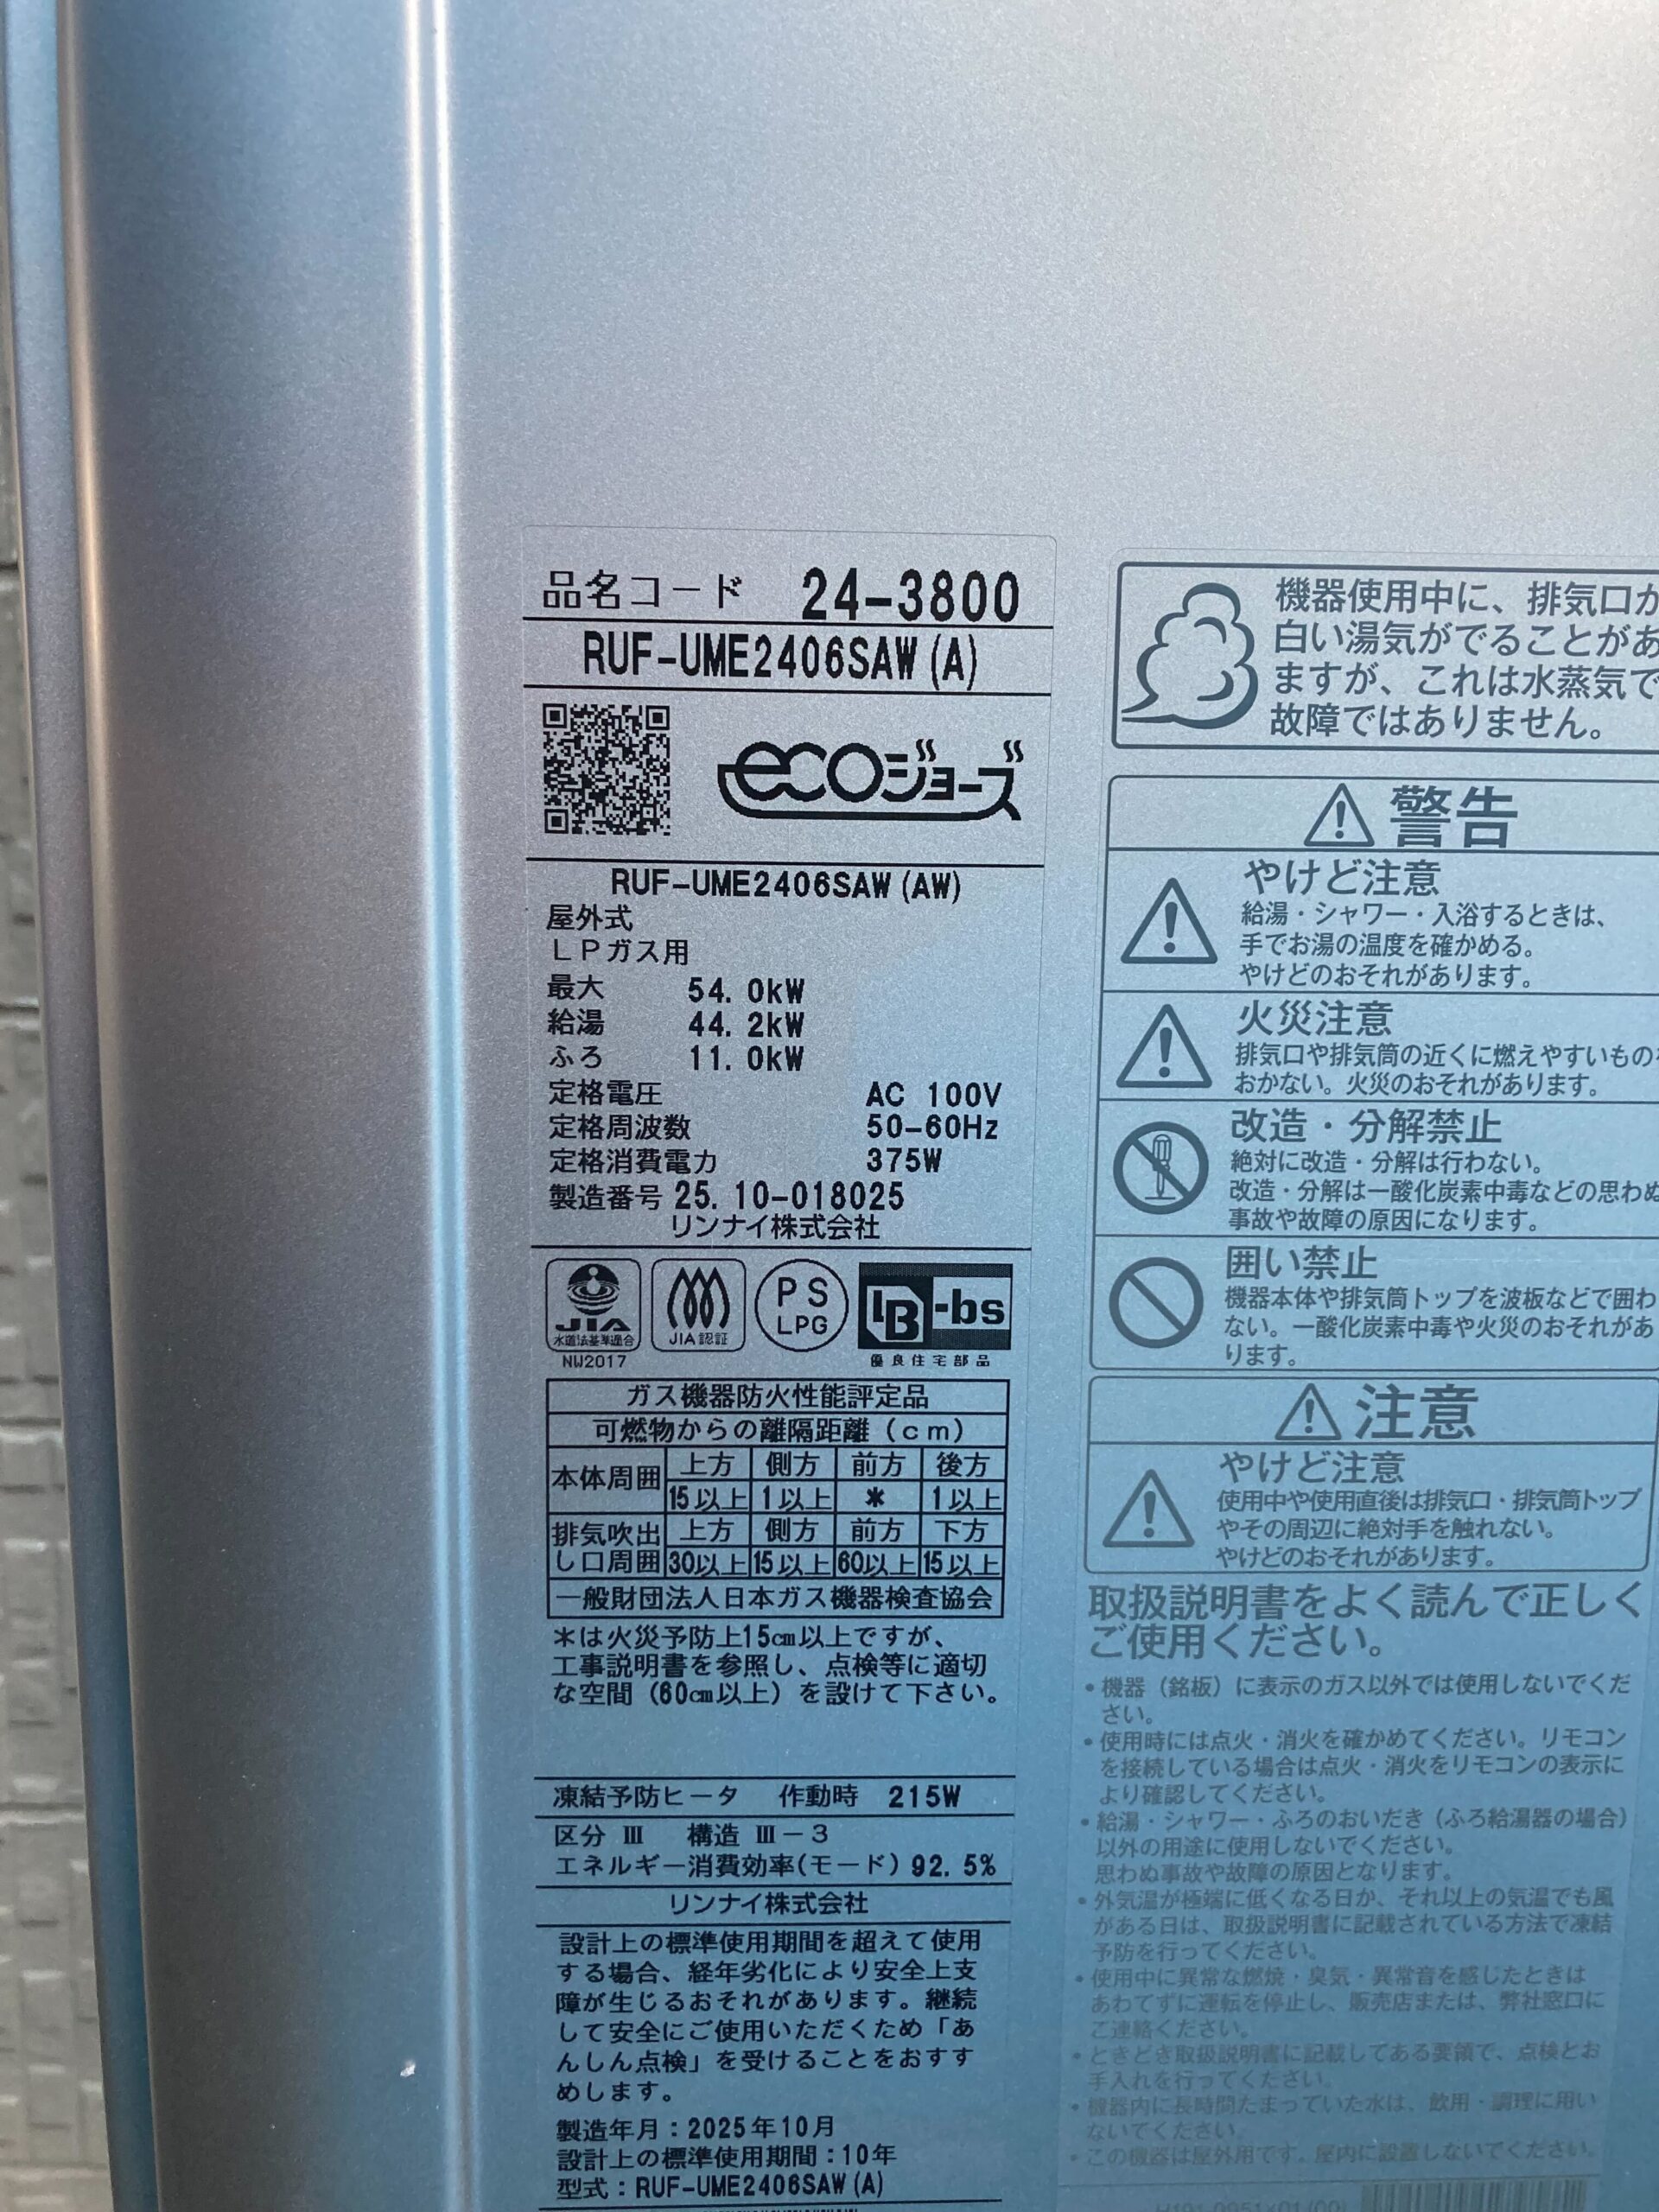 品名コード 24-3800
RUF-UME2406SAW(A)
ecoジョーズ
RUF-UME2406SAW(AW)
屋外式
LPガス用
最大 54.0kW
給湯 44.2kW
ふろ 11.0kW
定格電圧 AC 100V
定格周波数 50-60Hz
定格消費電力 375W
製造番号 25.10-018025
リンナイ株式会社
JIA
水道法基準適合
NW2017
JIA認証
PS
LPG
BL-bs
優良住宅部品
ガス機器防火性能評定品
可燃物からの離隔距離(cm)
本体周囲 上方 側方 前方 後方
15以上 1以上 * 1以上
排気吹出 上方 側方 前方 下方
し口周囲 30以上 15以上 60以上 15以上
一般財団法人日本ガス機器検査協会
*は火災予防上15cm以上ですが、
工事説明書を参照し、点検等に適切
な空間(60cm以上)を設けて下さい。
凍結予防ヒータ 作動時 215W
区分 Ⅲ 構造 Ⅲ-3
エネルギー消費効率(モード) 92.5%
リンナイ株式会社
設計上の標準使用期間を超えて使用
する場合、経年劣化により安全上支
障が生じるおそれがあります。継続
して安全にご使用いただくため「あ
んしん点検」を受けることをおすす
めします。
製造年月:2025年10月
設計上の標準使用期間:10年
型式:RUF-UME2406SAW(A)
機器使用中に、排気口か
白い湯気がでることがあ
ますが、これは水蒸気で
故障ではありません。
警告
やけど注意
給湯・シャワー・入浴するときは、
手でお湯の温度を確かめる。
やけどのおそれがあります。
火災注意
排気口や排気筒の近くに燃えやすいものを
おかない。火災のおそれがあります。
改造・分解禁止
絶対に改造・分解は行わない。
改造・分解は一酸化炭素中毒などの思わぬ
事故や故障の原因になります。
囲い禁止
機器本体や排気筒トップを波板などで囲わ
ない。一酸化炭素中毒や火災のおそれがあ
ります。
注意
やけど注意
使用中や使用直後は排気口・排気筒トップ
やその周辺に絶対手を触れない。
やけどのおそれがあります。
取扱説明書をよく読んで正しく
ご使用ください。
•機器(銘板)に表示のガス以外では使用しないでくだ
さい。
•使用時には点火・消火を確かめてください。リモコン
を接続している場合は点火・消火をリモコンの表示に
より確認してください。
•給湯・シャワー・ふろのおいだき(ふろ給湯器の場合)
以外の用途に使用しないでください。
思わぬ事故や故障の原因となります。
•外気温が極端に低くなる日か、それ以上の気温でも風
がある日は、取扱説明書に記載されている方法で凍結
予防を行ってください。
•使用中に異常な燃焼・臭気・異常音を感じたときは
あわてずに運転を停止し、販売店または、弊社窓口に
ご連絡ください。
•ときどき取扱説明書に記載してある要領で、点検とお
手入れを行ってください。
•機器内に長時間たまっていた水は、飲用・調理に用い
ないでください。
•この機器は屋外用です。屋内に設置しないでください。